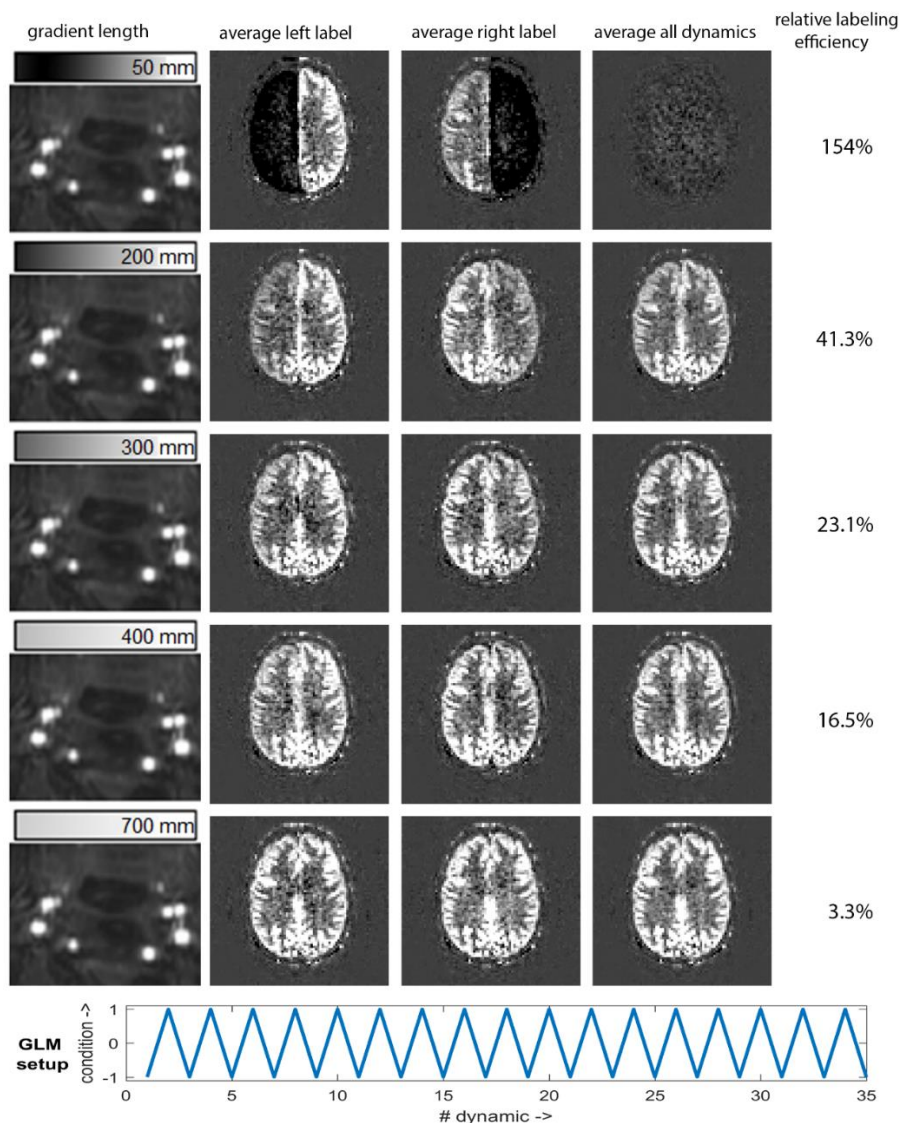 gradient length average left label average right label average all dynamics relative labeling
efficiency
50 mm
154%
200 mm
41.3%
300 mm
23.1%
400 mm
16.5%
700 mm
3.3%
GLM
setup
condition ->
1
0
-1
0 5 10 15 20 25 30 35
# dynamic ->